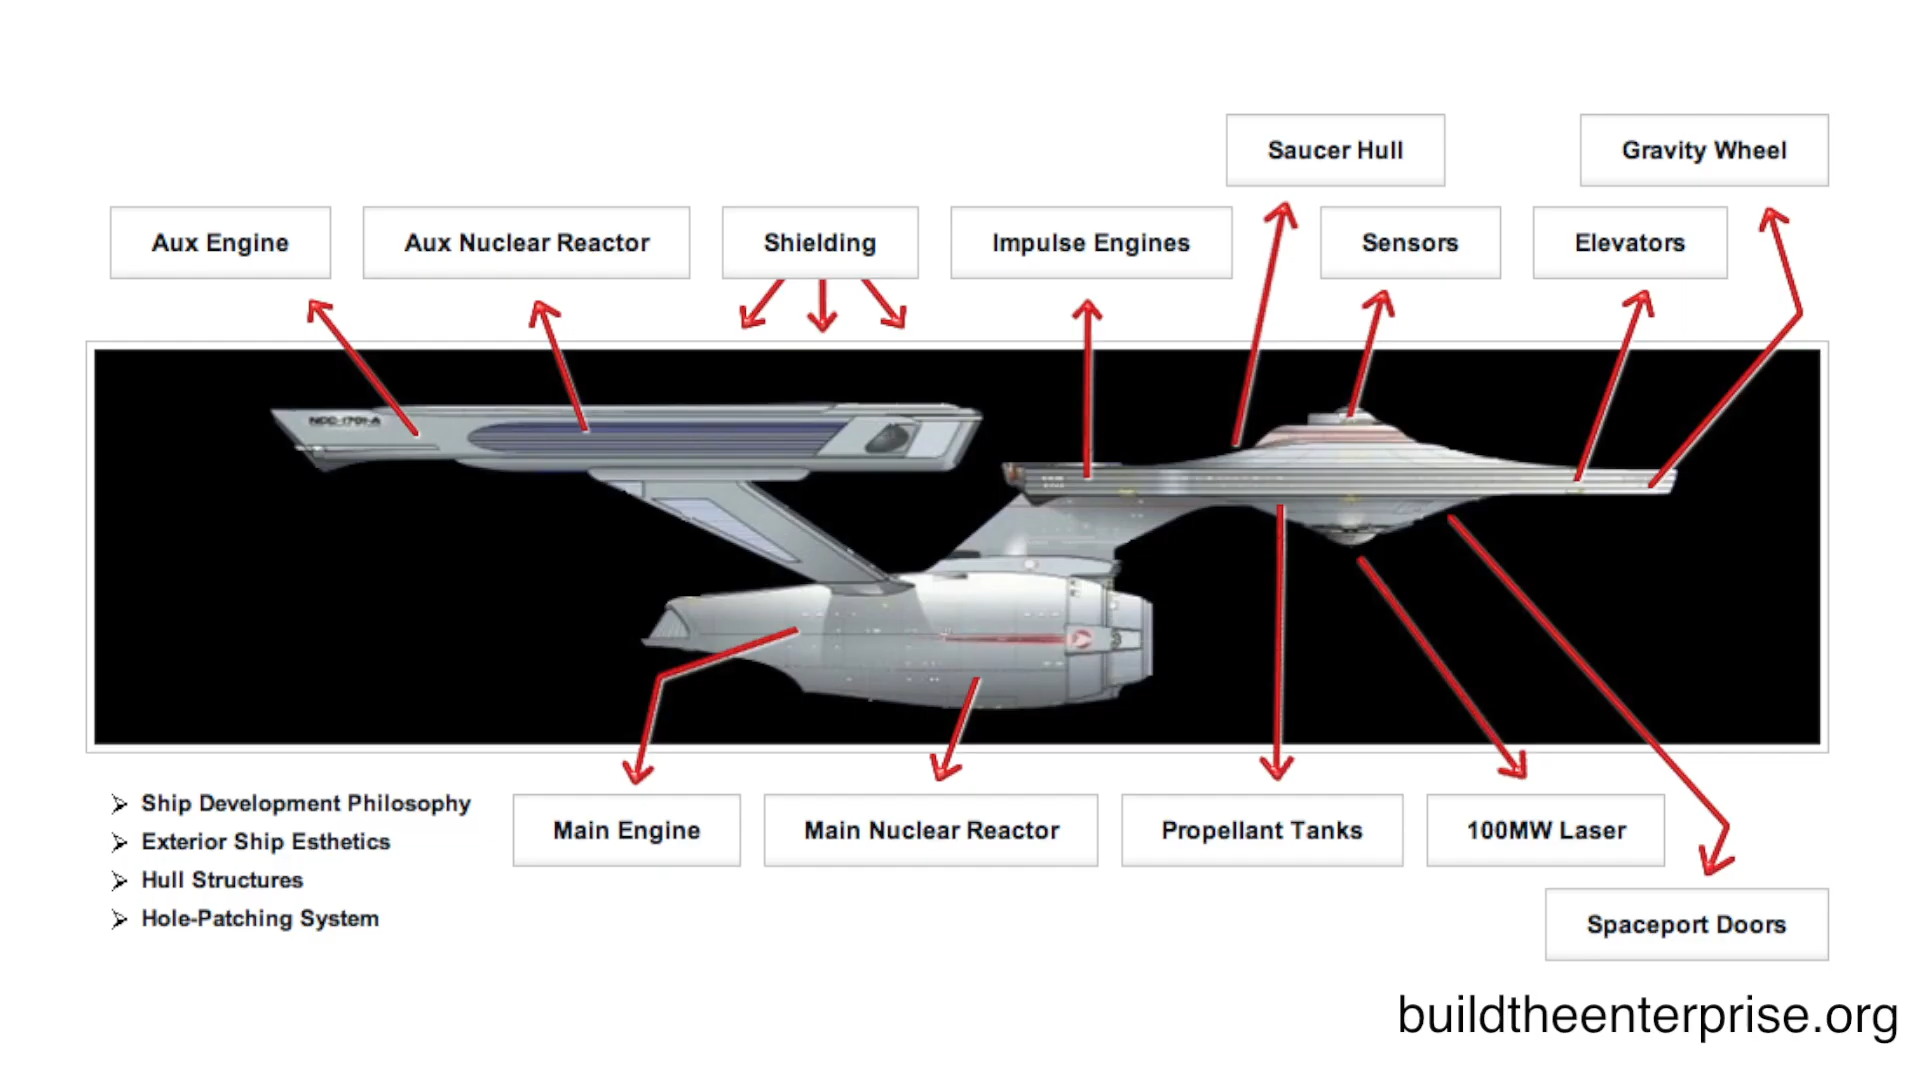 Saucer Hull
Gravity Wheel
Aux Engine
Aux Nuclear Reactor
Shielding
Impulse Engines
Sensors
Elevators
NCC-1701-A
Main Engine
Main Nuclear Reactor
Propellant Tanks
100MW Laser
Spaceport Doors
Ship Development Philosophy
Exterior Ship Esthetics
Hull Structures
Hole-Patching System
buildtheenterprise.org